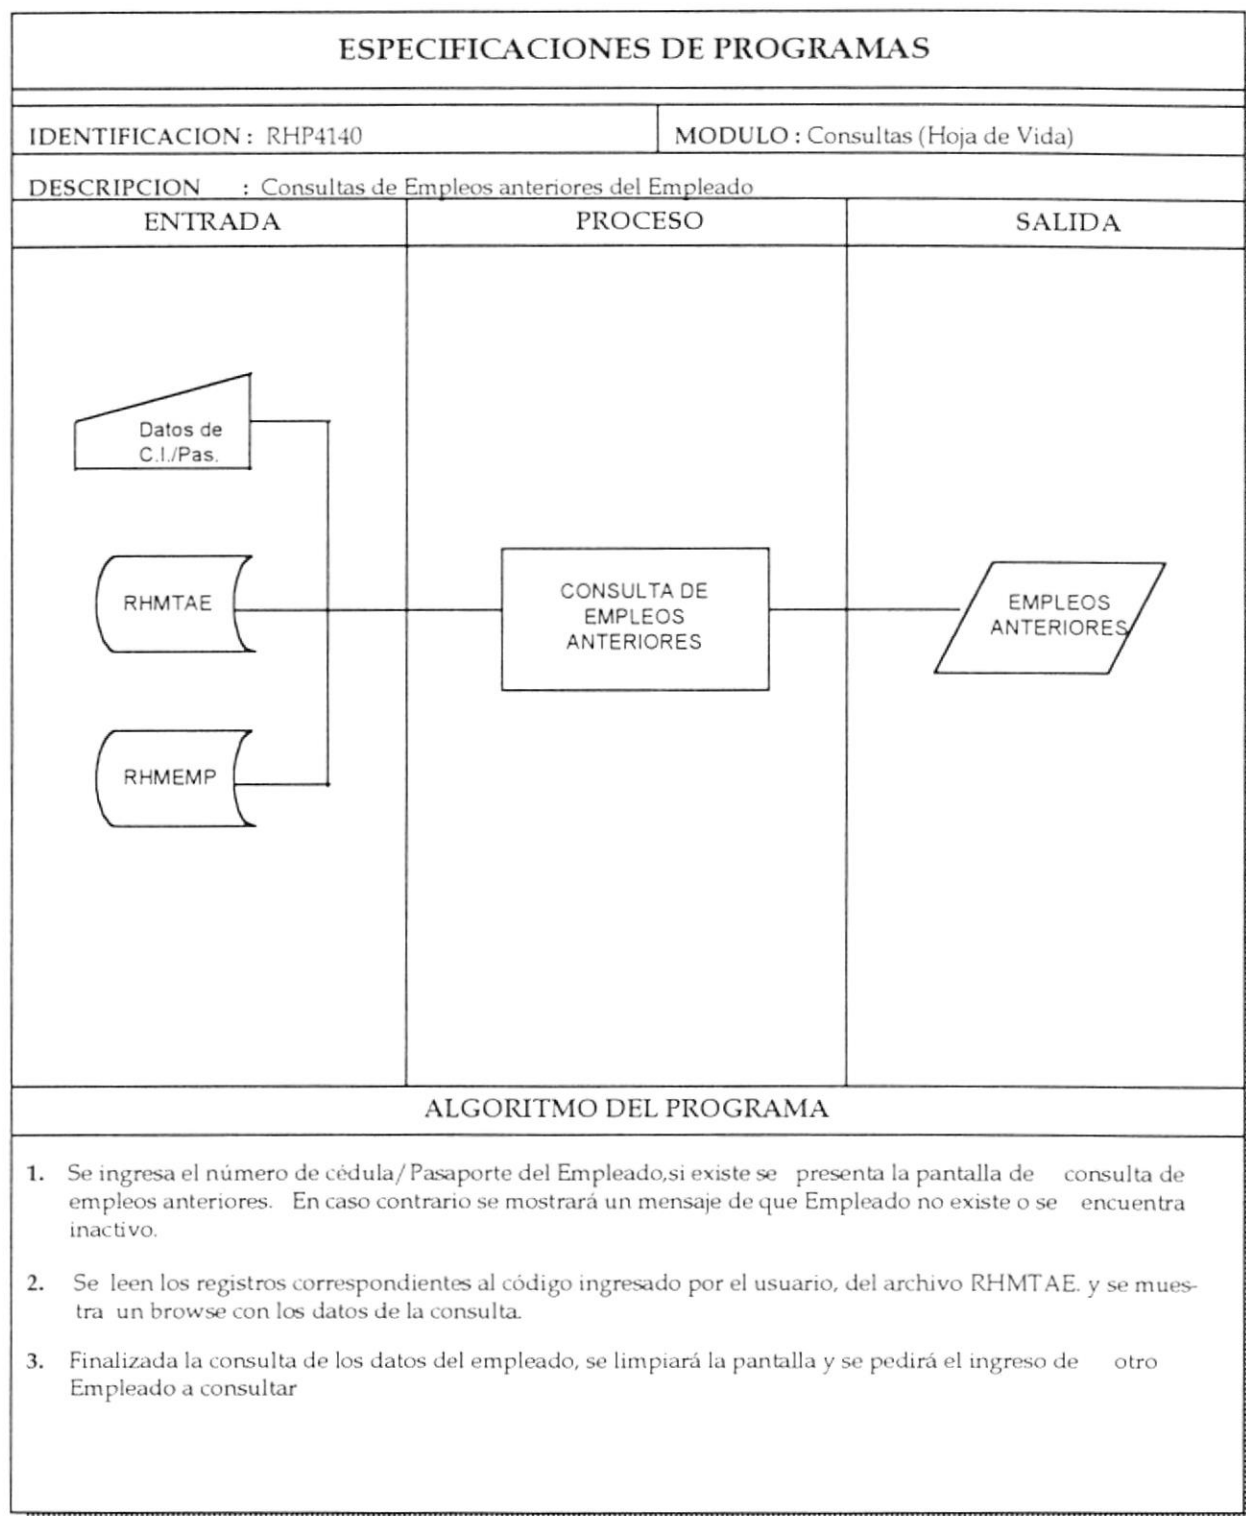 ESPECIFICACIONES DE PROGRAMAS
IDENTIFICACION : RHP4140
MODULO : Consultas (Hoja de Vida)
DESCRIPCION : Consultas de Empleos anteriores del Empleado
ENTRADA
PROCESO
SALIDA
Datos de
C.I./Pas.
RHMTAE
CONSULTA DE
EMPLEOS
ANTERIORES
EMPLEOS
ANTERIORES
RHMEMP
ALGORITMO DEL PROGRAMA
1. Se ingresa el número de cédula/Pasaporte del Empleado,si existe se presenta la pantalla de consulta de
empleos anteriores. En caso contrario se mostrará un mensaje de que Empleado no existe o se encuentra
inactivo.
2. Se leen los registros correspondientes al código ingresado por el usuario, del archivo RHMTAE. y se mues-
tra un browse con los datos de la consulta.
3. Finalizada la consulta de los datos del empleado, se limpiará la pantalla y se pedirá el ingreso de otro
Empleado a consultar